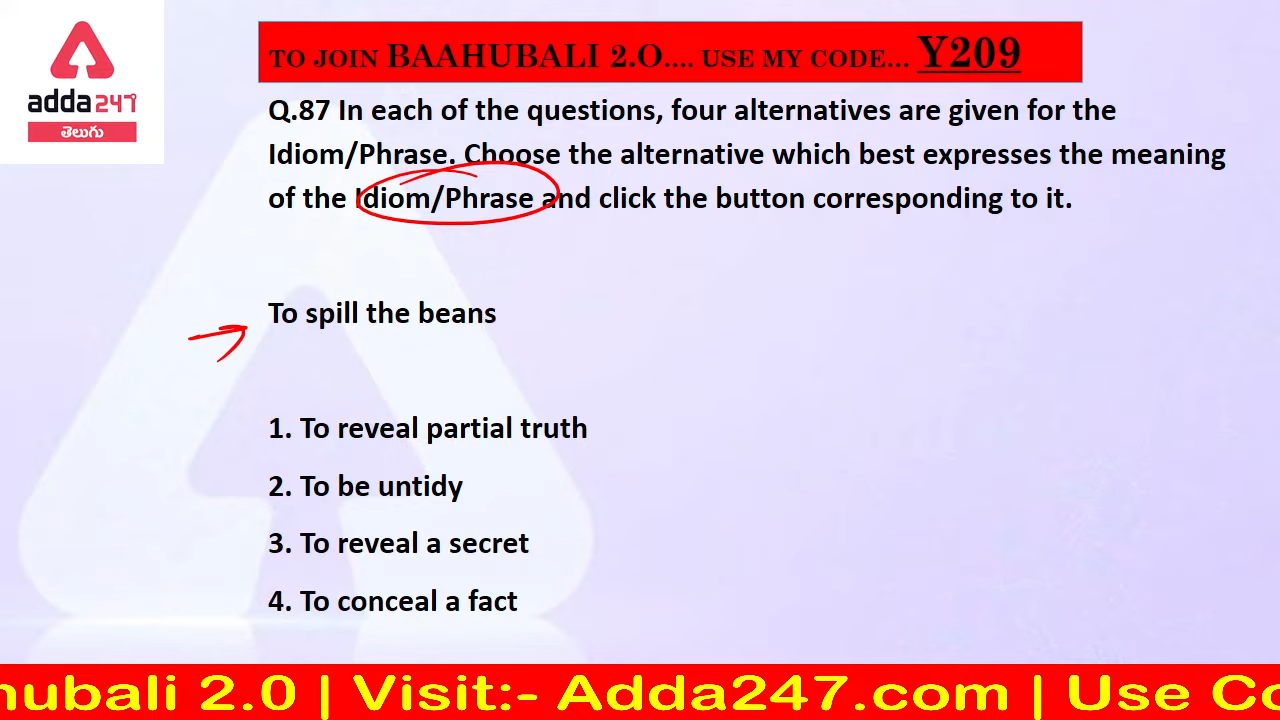 adda247
తెలుగు
TO JOIN BAAHUBALI 2.O.... USE MY CODE... Y209
Q.87 In each of the questions, four alternatives are given for the
Idiom/Phrase. Choose the alternative which best expresses the meaning
of the Idiom/Phrase and click the button corresponding to it.
To spill the beans
1. To reveal partial truth
2. To be untidy
3. To reveal a secret
4. To conceal a fact
hubali 2.0 | Visit:- Adda247.com | Use Co